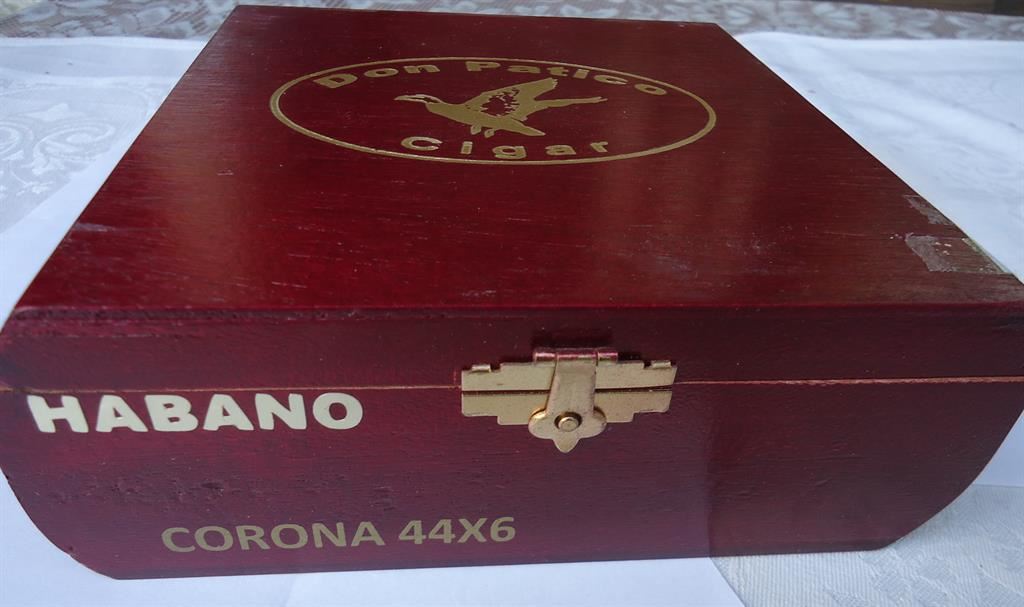 Don Patico
Cigar
HABANO
CORONA 44X6